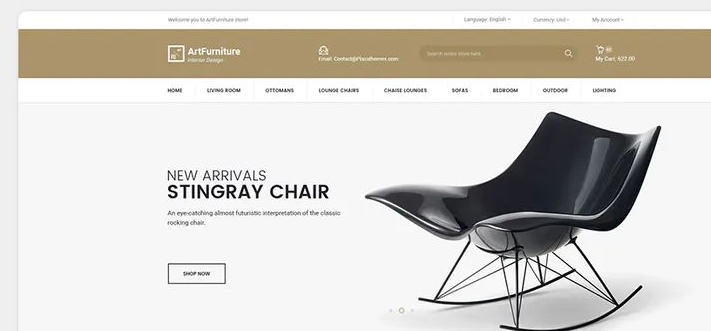 Welcome you to ArtFurniture store!
Language: English
Currency: Usd
My Account
ArtFurniture
Interior Design
Email: Contact@Plazathemes.com
Search entire store here...
My Cart: $22.00
HOME
LIVING ROOM
OTTOMANS
LOUNGE CHAIRS
CHAISE LOUNGES
SOFAS
BEDROOM
OUTDOOR
LIGHTING
NEW ARRIVALS
STINGRAY CHAIR
An eye-catching almost futuristic interpretation of the classic
rocking chair.
SHOP NOW